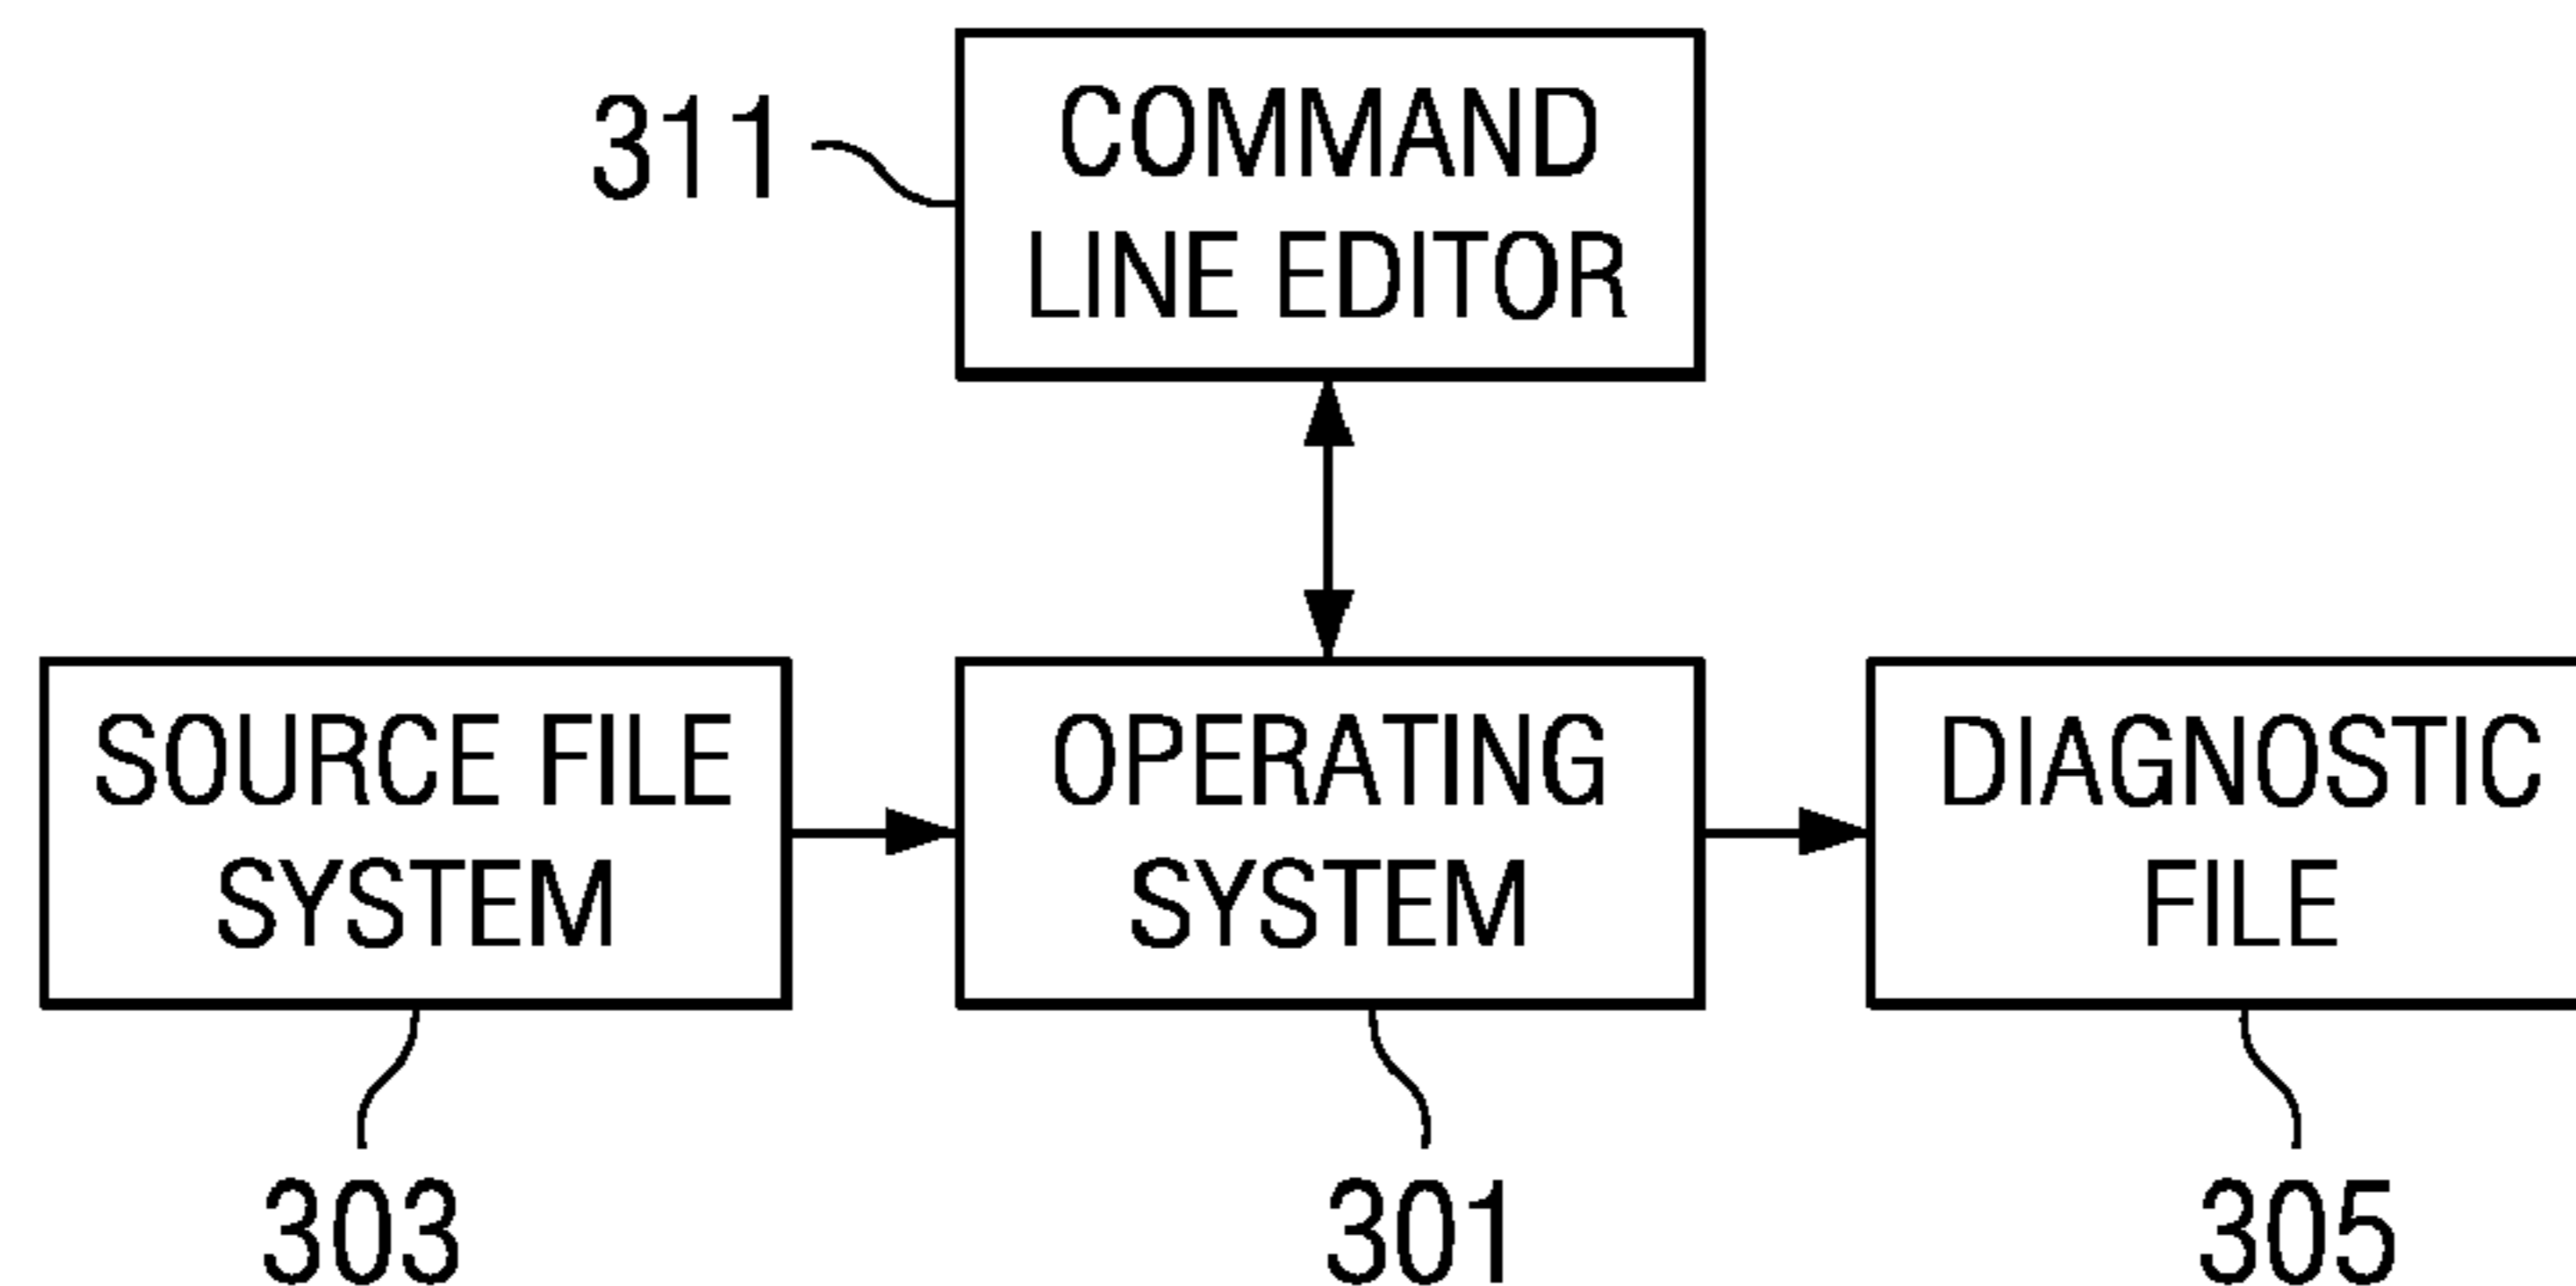 311
COMMAND
LINE EDITOR
SOURCE FILE
SYSTEM
OPERATING
SYSTEM
DIAGNOSTIC
FILE
303
301
305